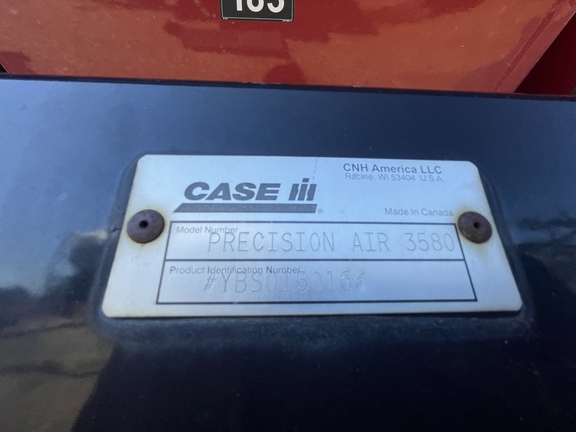 165
CNH America LLC
Racine, WI 53404 U.S.A.
CASE IH
Made in Canada
Model Number
PRECISION AIR 3580
Product Identification Number